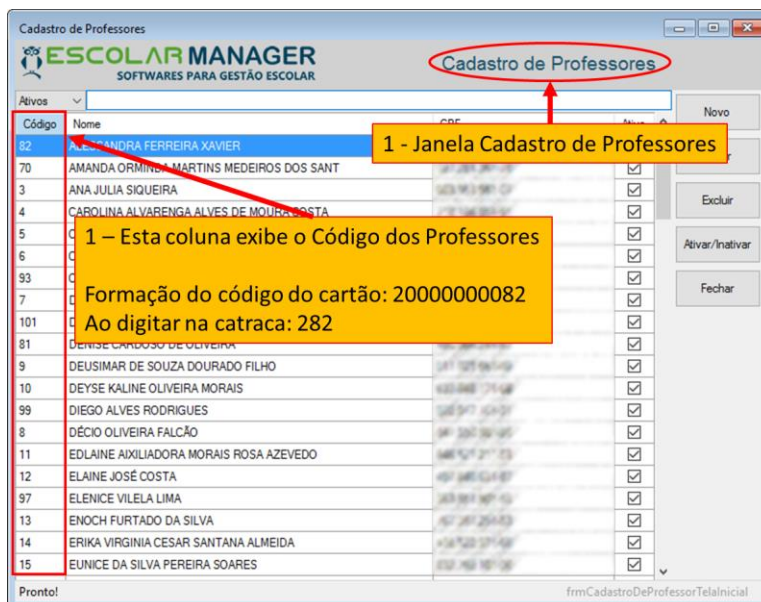 Cadastro de Professores
ESCOLAR MANAGER
SOFTWARES PARA GESTÃO ESCOLAR
Cadastro de Professores
Ativos
Novo
Código Nome CPF Ativo
1 - Janela Cadastro de Professores
82 ALESSANDRA FERREIRA XAVIER
70 AMANDA ORMINDA MARTINS MEDEIROS DOS SANT
3 ANA JULIA SIQUEIRA
Excluir
4 CAROLINA ALVARENGA ALVES DE MOURA COSTA
5
1 – Esta coluna exibe o Código dos Professores
Ativar/Inativar
6
93
Formação do código do cartão: 20000000082
Fechar
7
101
Ao digitar na catraca: 282
81 DENISE CARDOSO DE OLIVEIRA
9 DEUSIMAR DE SOUZA DOURADO FILHO
10 DEYSE KALINE OLIVEIRA MORAIS
99 DIEGO ALVES RODRIGUES
8 DÉCIO OLIVEIRA FALCÃO
11 EDLAINE AIXILIADORA MORAIS ROSA AZEVEDO
12 ELAINE JOSÉ COSTA
97 ELENICE VILELA LIMA
13 ENOCH FURTADO DA SILVA
14 ERIKA VIRGINIA CESAR SANTANA ALMEIDA
15 EUNICE DA SILVA PEREIRA SOARES
Pronto!
frmCadastroDeProfessorTelaInicial